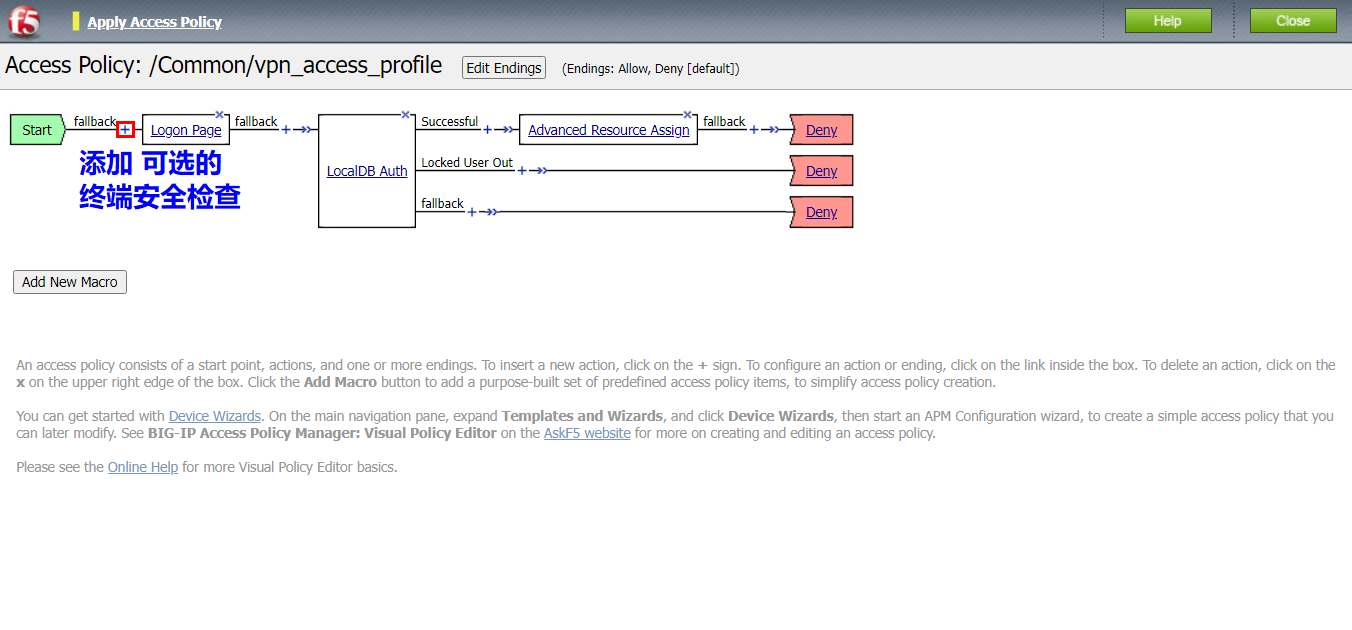 f5
Apply Access Policy
Help
Close
Access Policy: /Common/vpn_access_profile
Edit Endings
(Endings: Allow, Deny [default])
Start
fallback
+
Logon Page
x
fallback
+
LocalDB Auth
x
Successful
+
Advanced Resource Assign
x
fallback
+
Deny
Locked User Out
+
Deny
fallback
+
Deny
添加 可选的
终端安全检查
Add New Macro
An access policy consists of a start point, actions, and one or more endings. To insert a new action, click on the + sign. To configure an action or ending, click on the link inside the box. To delete an action, click on the
x on the upper right edge of the box. Click the Add Macro button to add a purpose-built set of predefined access policy items, to simplify access policy creation.
You can get started with Device Wizards. On the main navigation pane, expand Templates and Wizards, and click Device Wizards, then start an APM Configuration wizard, to create a simple access policy that you
can later modify. See BIG-IP Access Policy Manager: Visual Policy Editor on the AskF5 website for more on creating and editing an access policy.
Please see the Online Help for more Visual Policy Editor basics.